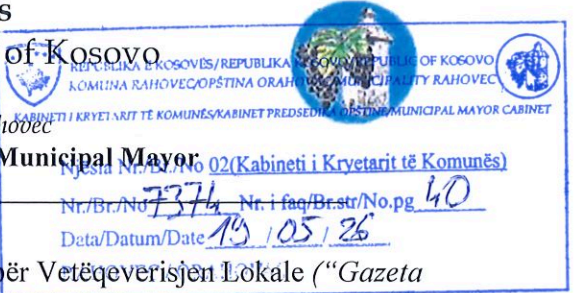 s
of Kosovo
REPUBLIKA E KOSOVËS/REPUBLIKA KOSOVO/REPUBLIC OF KOSOVO
KOMUNA RAHOVEC/OPŠTINA ORAHOVAC/MUNICIPALITY RAHOVEC
KABINETI I KRYETARIT TË KOMUNËS/KABINET PREDSEDIKA OPŠTINE/MUNICIPAL MAYOR CABINET
hovec
Municipal Mayor
Njësia Nr./Br./No 02(Kabineti i Kryetarit të Komunës)
Nr./Br./No 7374 Nr. i faq/Br.str/No.pg 40
Data/Datum/Date 19 / 05 / 26
për Vetëqeverisjen Lokale ("Gazeta